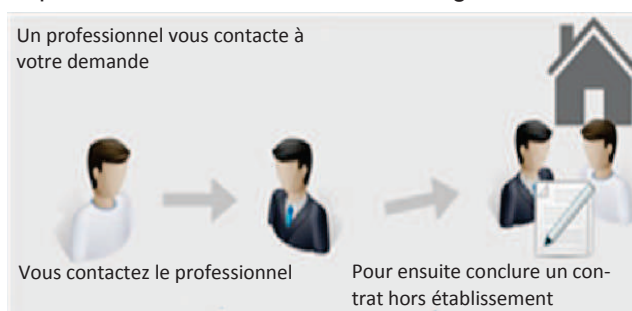 Un professionnel vous contacte à
votre demande
Vous contactez le professionnel
Pour ensuite conclure un con-
trat hors établissement